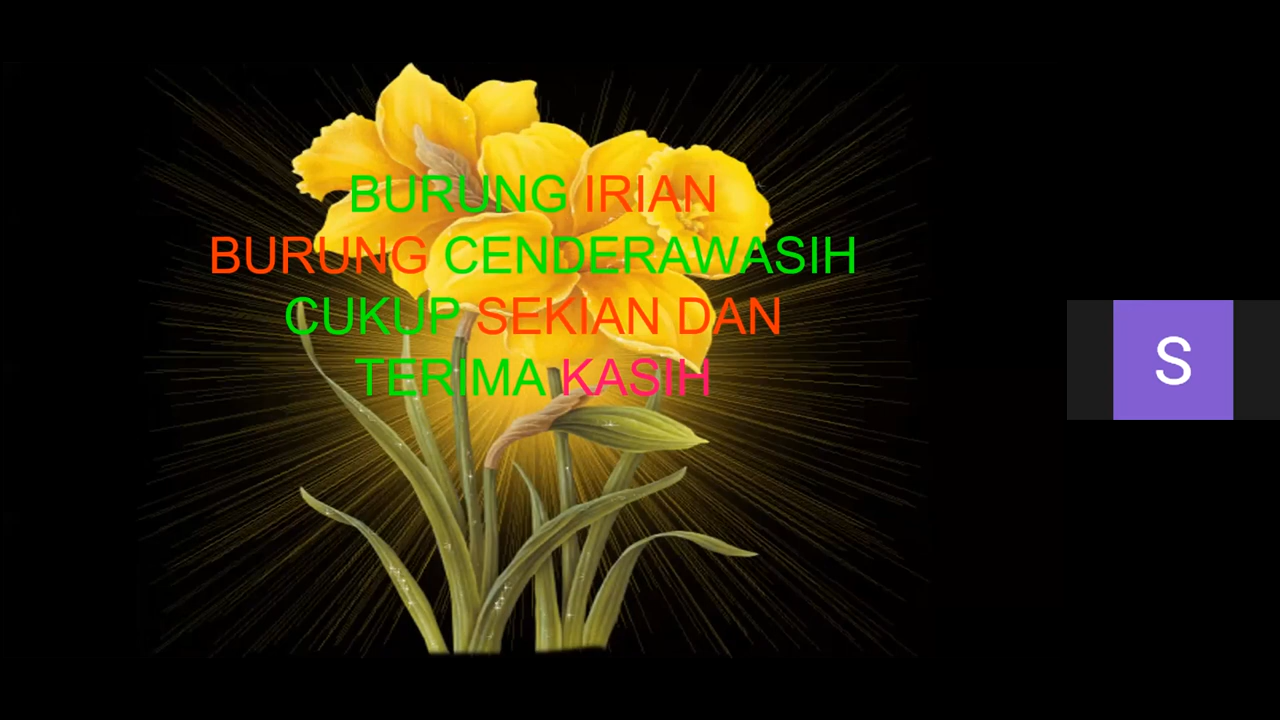 BURUNG IRIAN
BURUNG CENDERAWASIH
CUKUP SEKIAN DAN
TERIMA KASIH
S